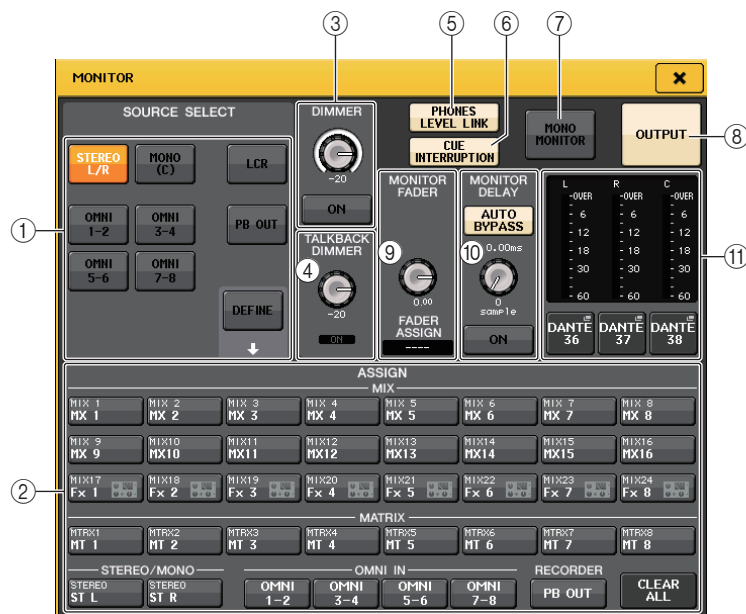 ③ ⑤ ⑥ ⑦
MONITOR
SOURCE SELECT
STEREO
L/R
MONO
(C)
LCR
OMNI
1-2
OMNI
3-4
PB OUT
OMNI
5-6
OMNI
7-8
DEFINE
①
DIMMER
-20
ON
TALKBACK
DIMMER
④
-20
ON
PHONES
LEVEL LINK
CUE
INTERRUPTION
MONO
MONITOR
OUTPUT
⑧
MONITOR
FADER
⑨
0.00
FADER
ASSIGN
----
MONITOR
DELAY
AUTO
BYPASS
0.00ms
⑩
0
sample
ON
L R C
-OVER -OVER -OVER
- 6 - 6 - 6
- 12 - 12 - 12
- 18 - 18 - 18
- 30 - 30 - 30
- 60 - 60 - 60
⑪
DANTE
36
DANTE
37
DANTE
38
ASSIGN
MIX
MIX 1 MIX 2 MIX 3 MIX 4 MIX 5 MIX 6 MIX 7 MIX 8
MX 1 MX 2 MX 3 MX 4 MX 5 MX 6 MX 7 MX 8
MIX 9 MIX10 MIX11 MIX12 MIX13 MIX14 MIX15 MIX16
MX 9 MX10 MX11 MX12 MX13 MX14 MX15 MX16
②
MIX17 MIX18 MIX19 MIX20 MIX21 MIX22 MIX23 MIX24
Fx 1 Fx 2 Fx 3 Fx 4 Fx 5 Fx 6 Fx 7 Fx 8
MATRIX
MTRX1 MTRX2 MTRX3 MTRX4 MTRX5 MTRX6 MTRX7 MTRX8
MT 1 MT 2 MT 3 MT 4 MT 5 MT 6 MT 7 MT 8
STEREO/MONO
STEREO STEREO
ST L ST R
OMNI IN
OMNI
1-2
OMNI
3-4
OMNI
5-6
OMNI
7-8
RECORDER
PB OUT
CLEAR
ALL